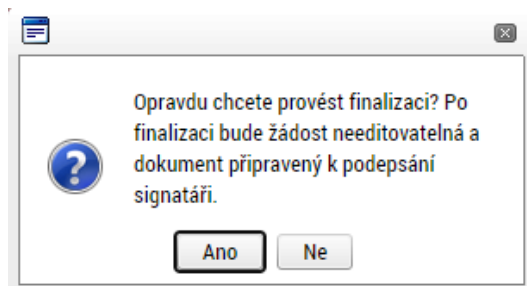 Opravdu chcete provést finalizaci? Po
finalizaci bude žádost needitovatelná a
dokument připravený k podepsání
signatáři.
Ano
Ne